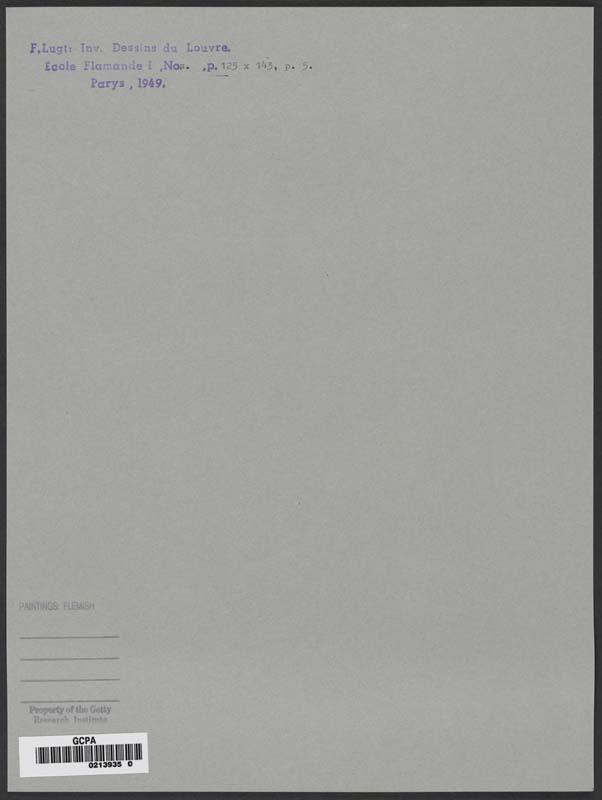 F.Lugt: Inv. Dessins du Louvre.
Ecole Flamande I ,Nos. ,p. 125 x 143, p. 5.
Parys , 1949.
PAINTINGS: FLEMISH
Property of the Getty
Research Institute
GCPA
0213935 0